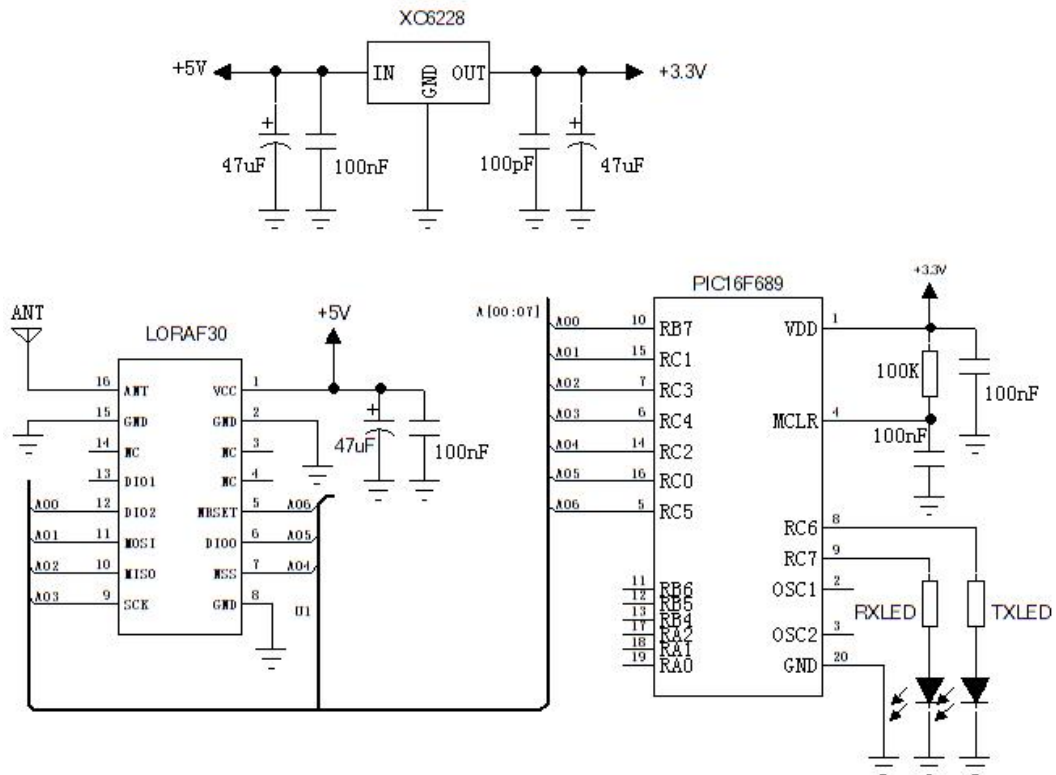 XC6228
+5V IN GND OUT +3.3V
+ +
47uF 100nF 100pF 47uF
+3.3V
PIC16F689
ANT +5V A[00:07]
LORAF30
A00 10 RB7 VDD 1
A01 15 RC1
A02 7 RC3
A03 6 RC4 MCLR 4
A04 14 RC2
A05 16 RC0
A06 5 RC5
100K 100nF
100nF
16 ANT VCC 1
15 GND GND 2
14 NC NC 3
13 DIO1 NC 4
A00 12 DIO2 NRSET 5 A06
A01 11 MOSI DIO0 6 A05
A02 10 MISO NSS 7 A04
A03 9 SCK GND 8
+
47uF 100nF
U1
RC6 8
RC7 9
11 RB6 OSC1 2
12 RB5
13 RB4
17 RA2 OSC2 3
18 RA1
19 RA0 GND 20
RXLED TXLED